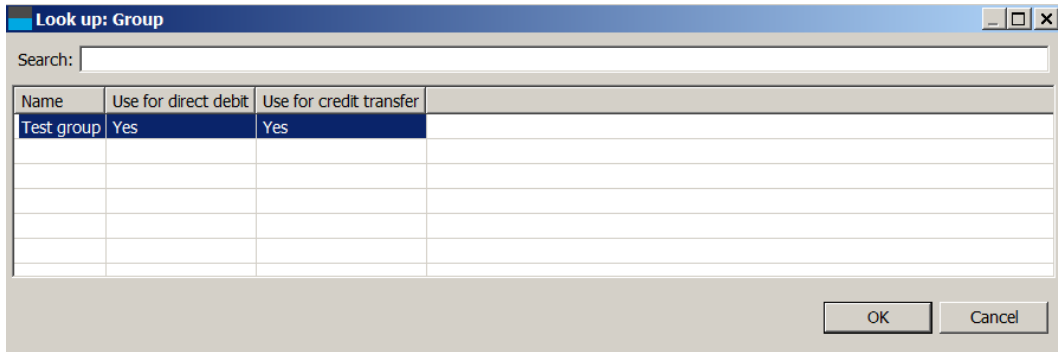 Look up: Group
Search:
Name Use for direct debit Use for credit transfer
Test group Yes Yes
OK Cancel